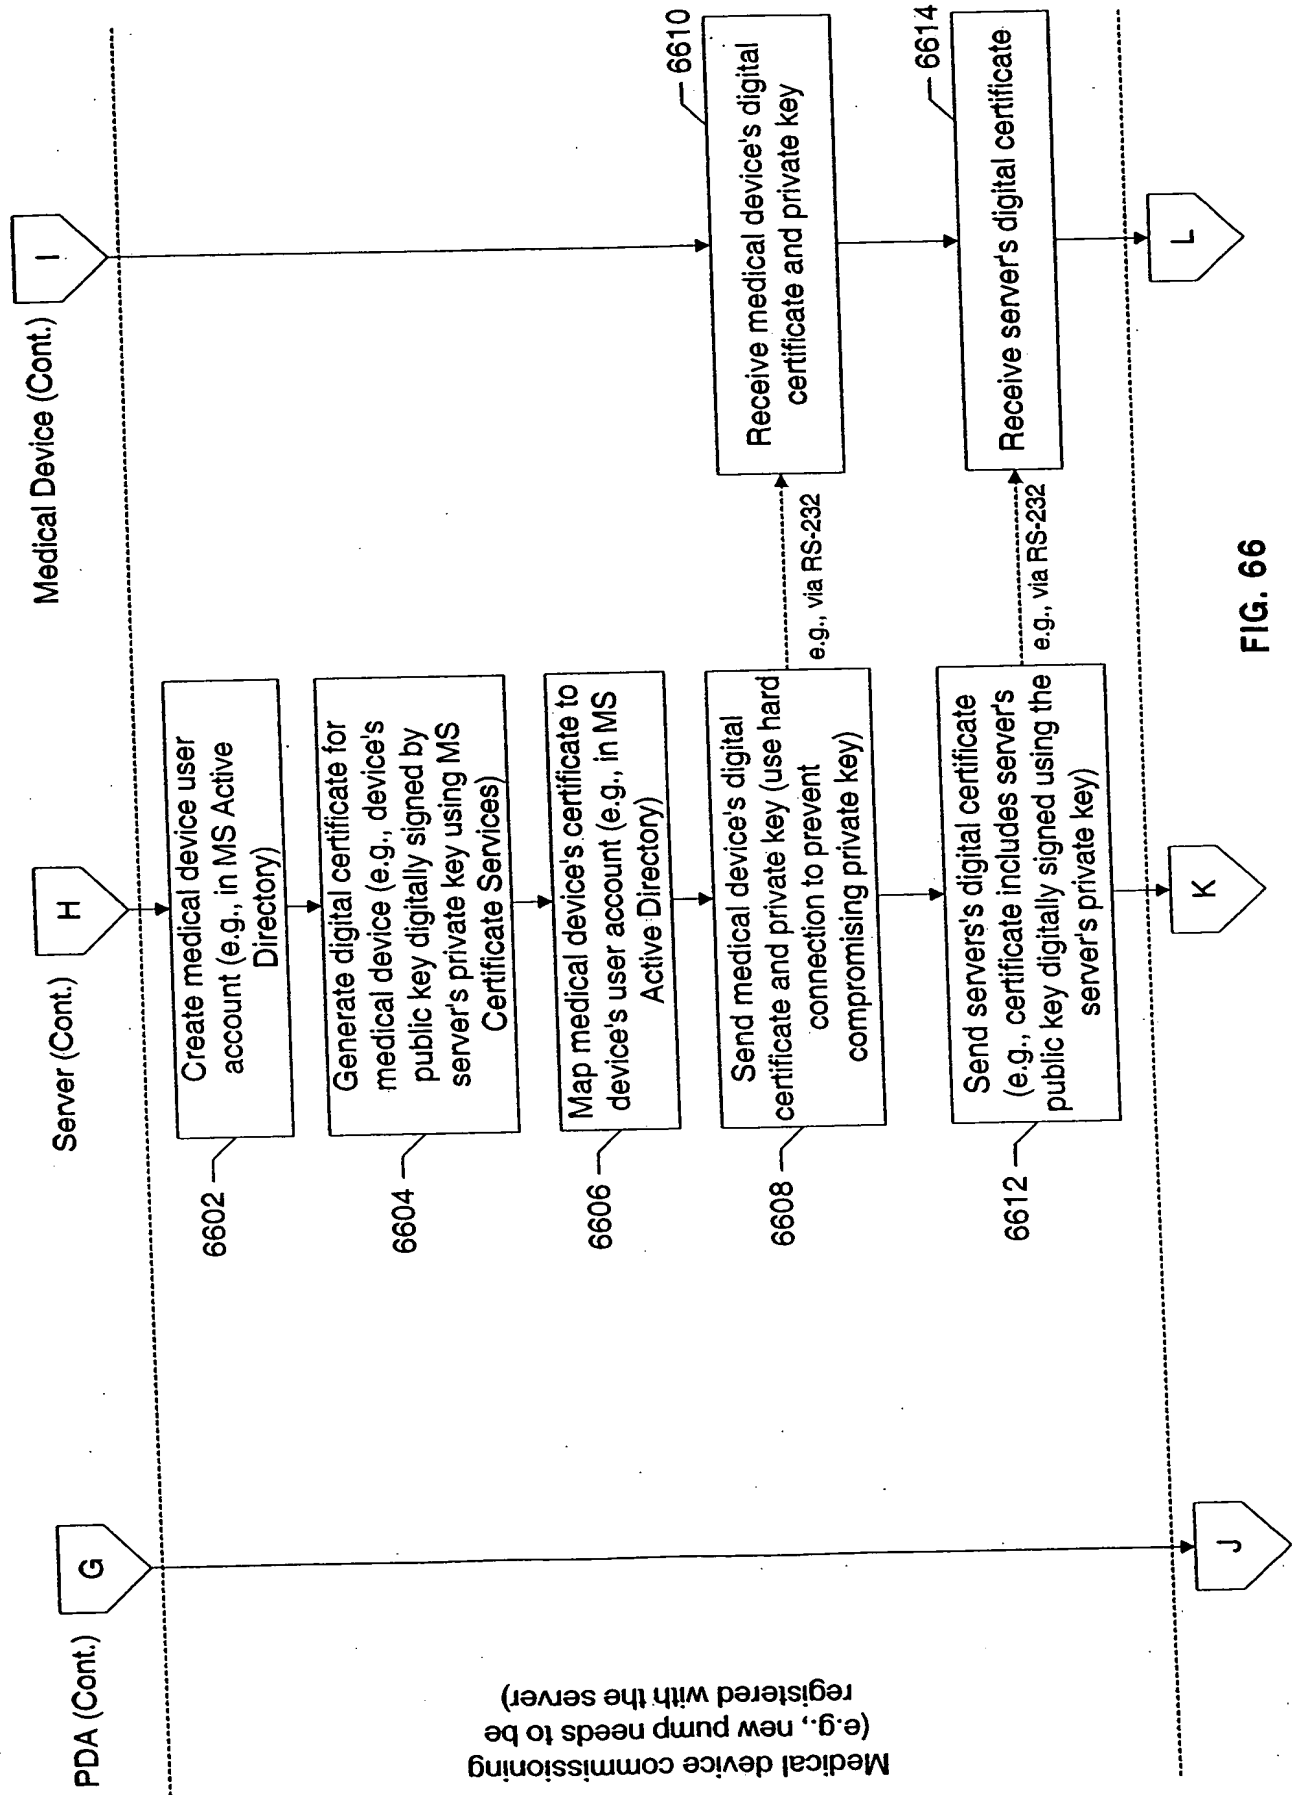 PDA (Cont.)
Server (Cont.)
Medical Device (Cont.)
G
H
I
Medical device commissioning
(e.g., new pump needs to be
registered with the server)
6602
Create medical device user
account (e.g., in MS Active
Directory)
6604
Generate digital certificate for
medical device (e.g., device's
public key digitally signed by
server's private key using MS
Certificate Services)
6606
Map medical device's certificate to
device's user account (e.g., in MS
Active Directory)
6608
Send medical device's digital
certificate and private key (use hard
connection to prevent
compromising private key)
e.g., via RS-232
6610
Receive medical device's digital
certificate and private key
6612
Send servers's digital certificate
(e.g., certificate includes server's
public key digitally signed using the
server's private key)
e.g., via RS-232
6614
Receive server's digital certificate
J
K
L
FIG. 66